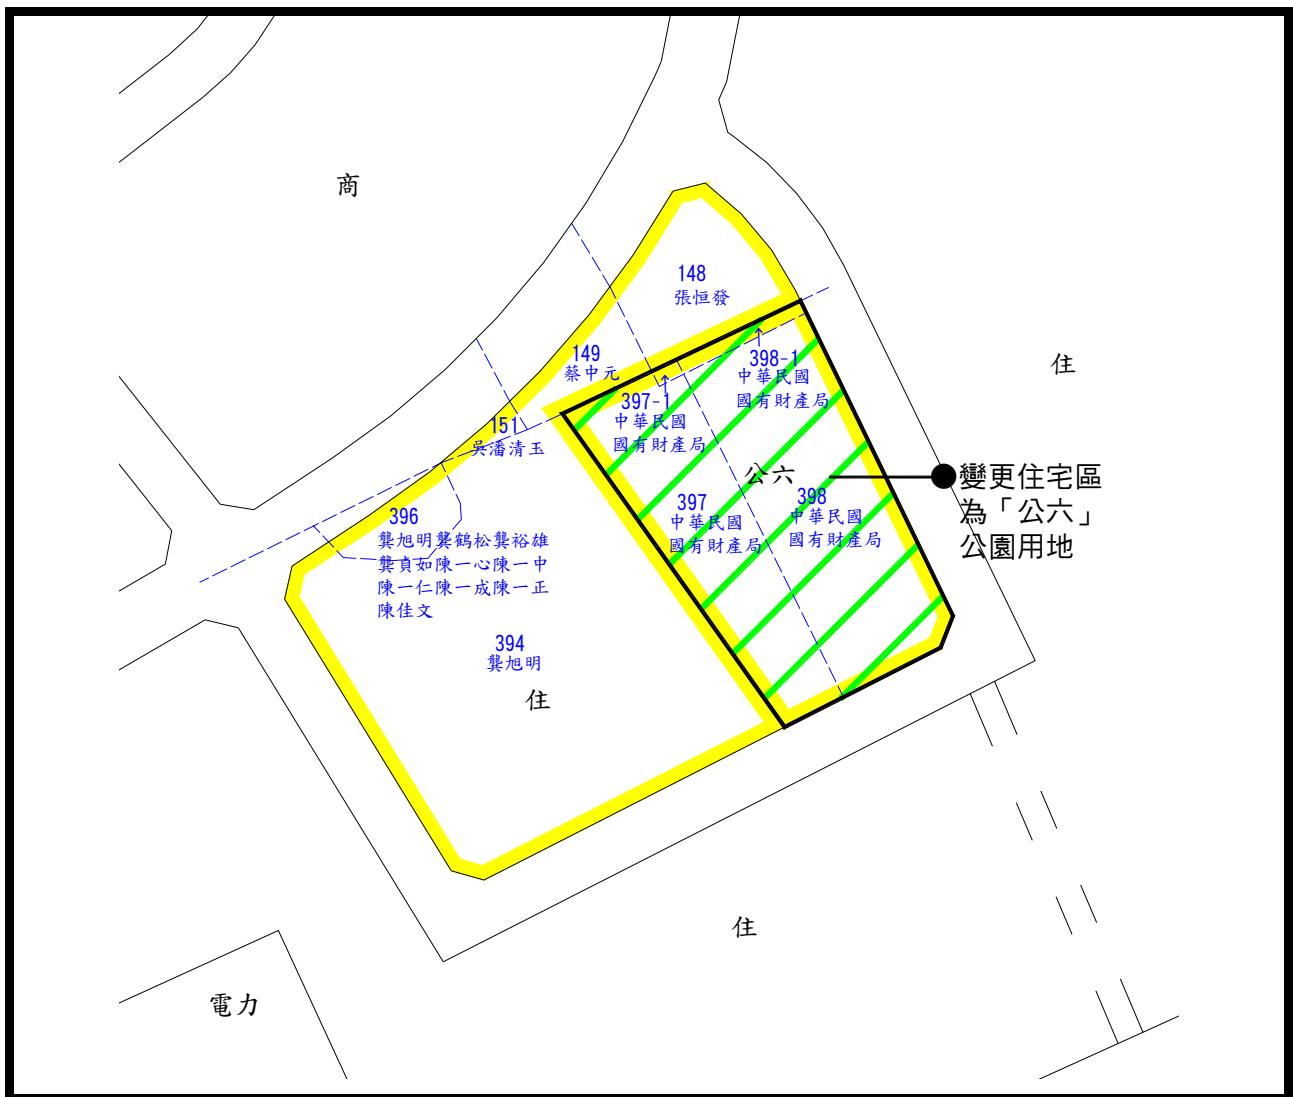 商
148
張恒發
149
蔡中元
398-1
中華民國
國有財產局
住
397-1
中華民國
國有財產局
151
吳潘清玉
公六
變更住宅區
為「公六」
公園用地
397
中華民國
國有財產局
398
中華民國
國有財產局
396
龔旭明龔鶴松龔裕雄
龔貞如陳一心陳一中
陳一仁陳一成陳一正
陳佳文
394
龔旭明
住
住
電力